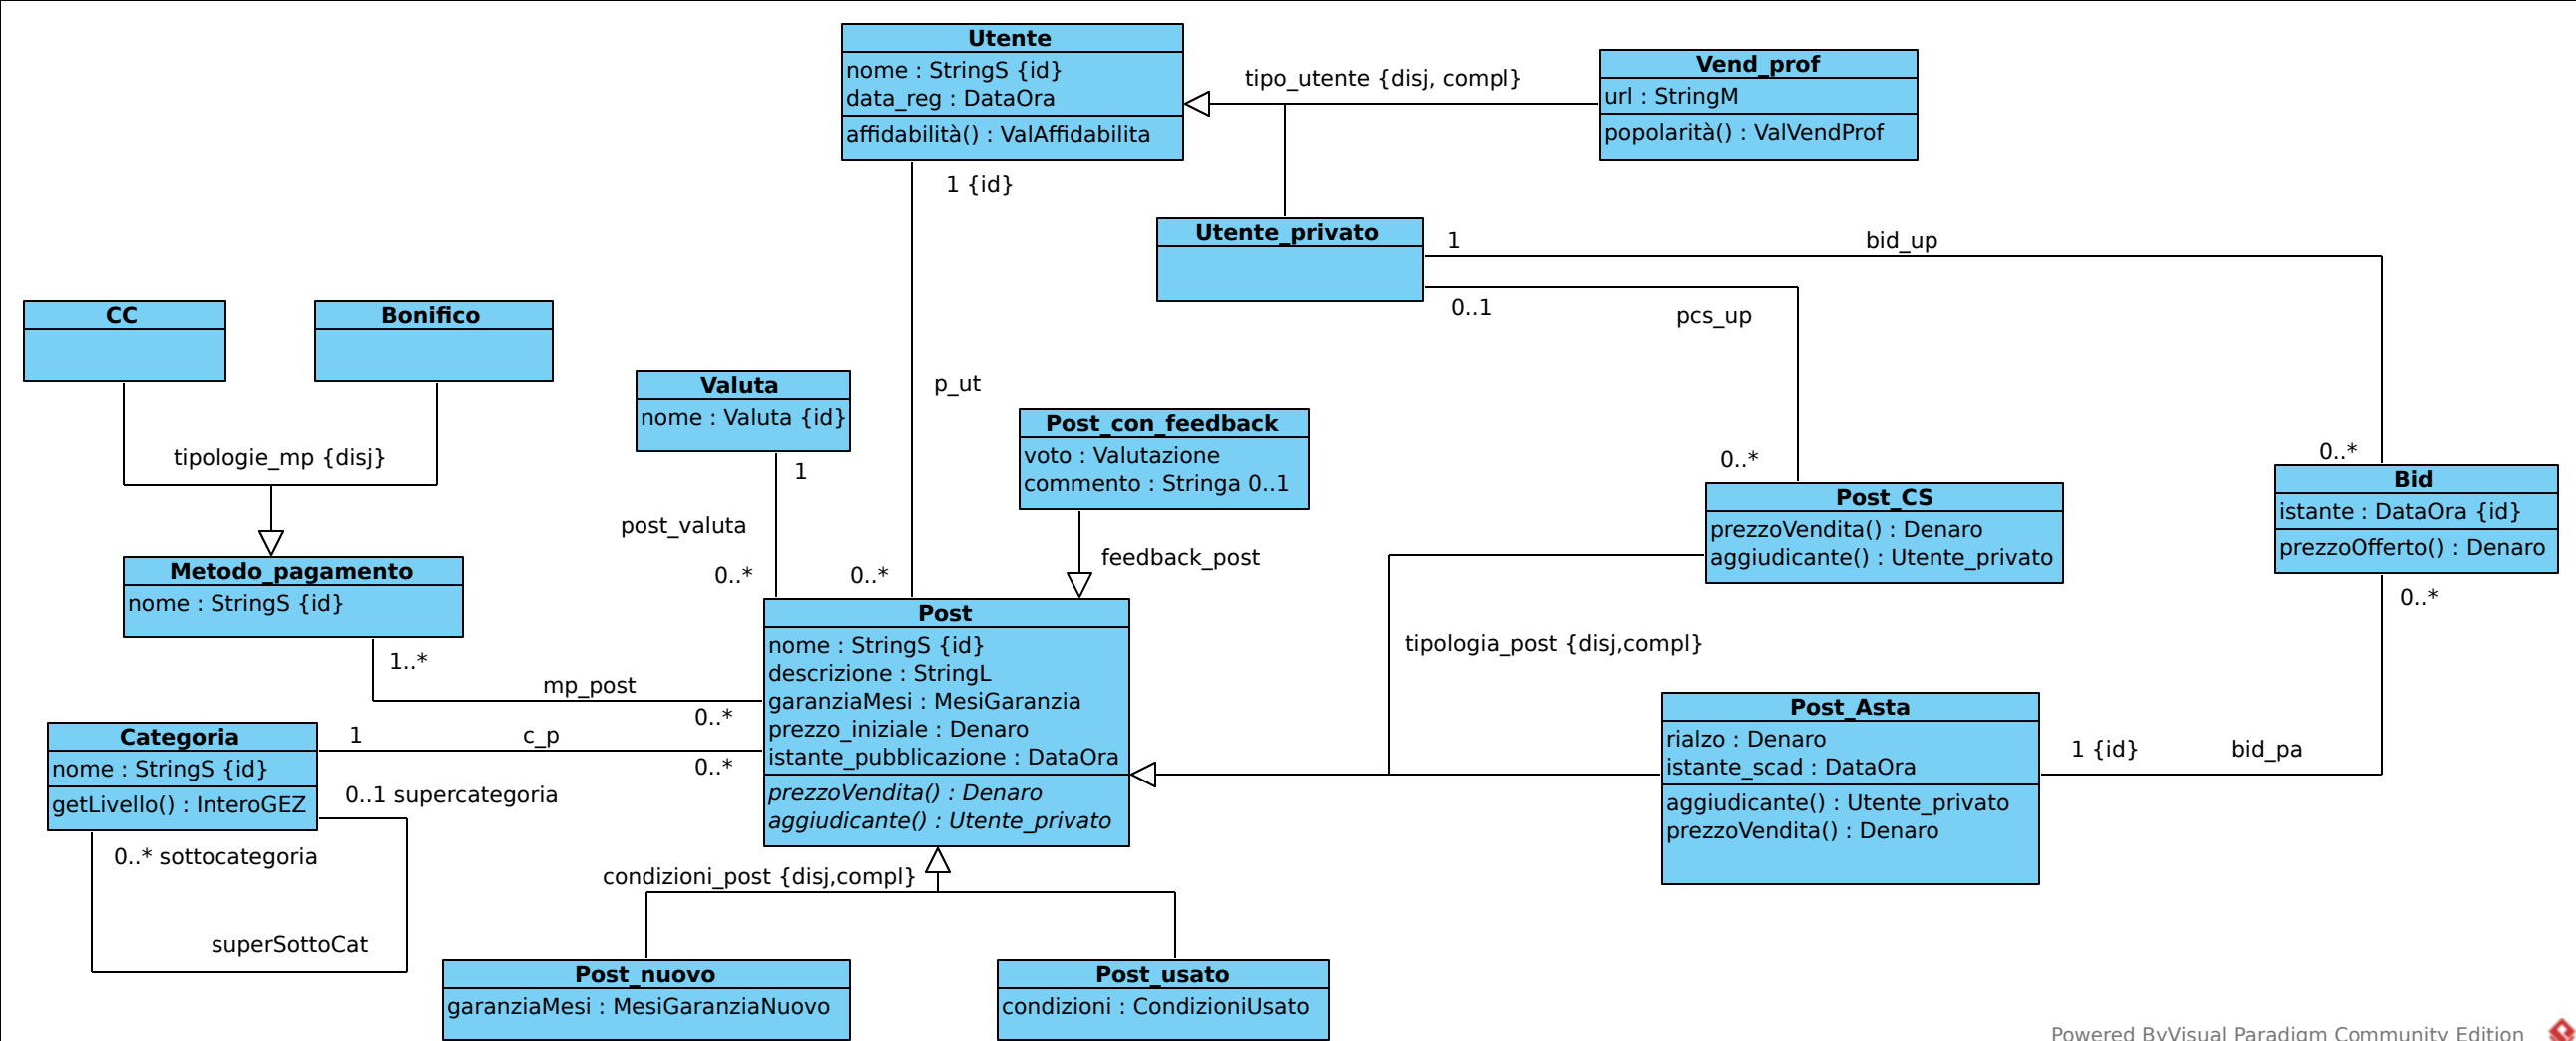 Utente
nome : StringS {id}
data_reg : DataOra
affidabilità() : ValAffidabilita
tipo_utente {disj, compl}
Vend_prof
url : StringM
popolarità() : ValVendProf
1 {id}
Utente_privato
1
bid_up
0..1
pcs_up
CC
Bonifico
Valuta
nome : Valuta {id}
p_ut
Post_con_feedback
voto : Valutazione
commento : Stringa 0..1
tipologie_mp {disj}
1
0..*
0..*
Post_CS
prezzoVendita() : Denaro
aggiudicante() : Utente_privato
Bid
istante : DataOra {id}
prezzoOfferto() : Denaro
post_valuta
feedback_post
0..*
0..*
0..*
Metodo_pagamento
nome : StringS {id}
Post
nome : StringS {id}
descrizione : StringL
garanziaMesi : MesiGaranzia
prezzo_iniziale : Denaro
istante_pubblicazione : DataOra
prezzoVendita() : Denaro
aggiudicante() : Utente_privato
tipologia_post {disj,compl}
1..*
mp_post
0..*
Post_Asta
rialzo : Denaro
istante_scad : DataOra
aggiudicante() : Utente_privato
prezzoVendita() : Denaro
1 {id}
bid_pa
Categoria
nome : StringS {id}
getLivello() : InteroGEZ
1
c_p
0..*
0..1 supercategoria
0..* sottocategoria
superSottoCat
condizioni_post {disj,compl}
Post_nuovo
garanziaMesi : MesiGaranziaNuovo
Post_usato
condizioni : CondizioniUsato
Powered ByVisual Paradigm Community Edition